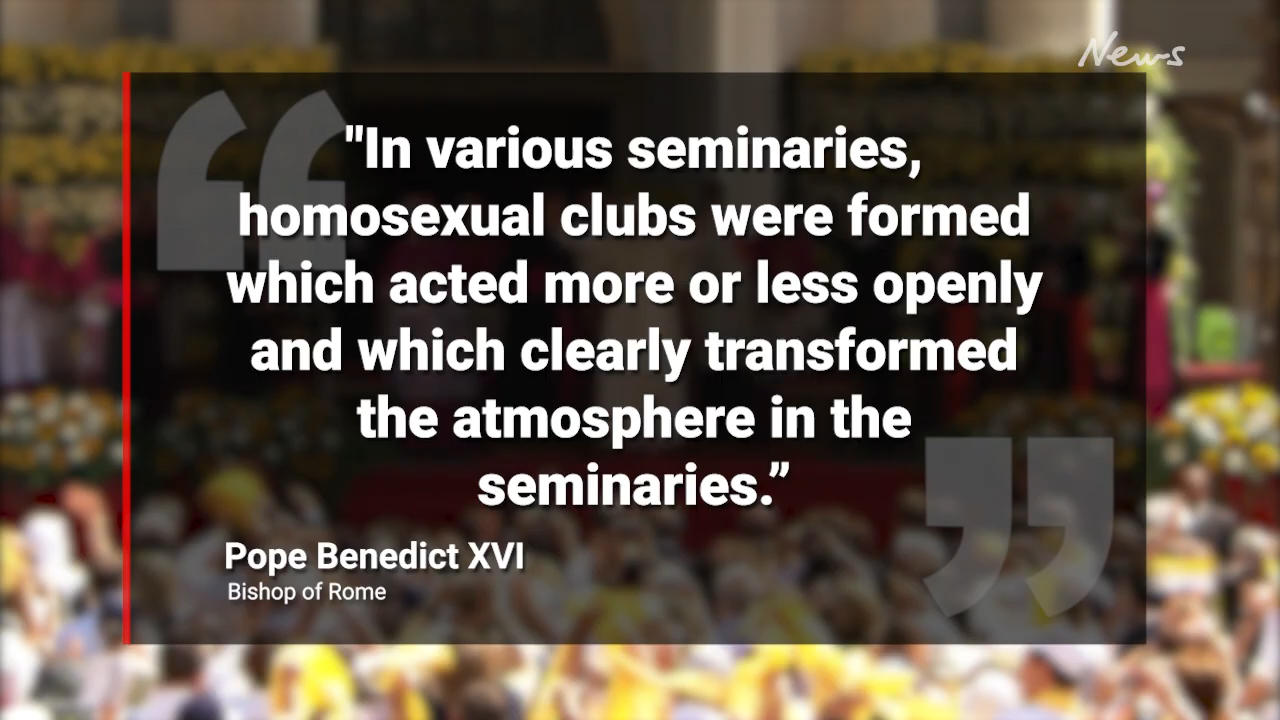 News
"In various seminaries,
homosexual clubs were formed
which acted more or less openly
and which clearly transformed
the atmosphere in the
seminaries.”
Pope Benedict XVI
Bishop of Rome